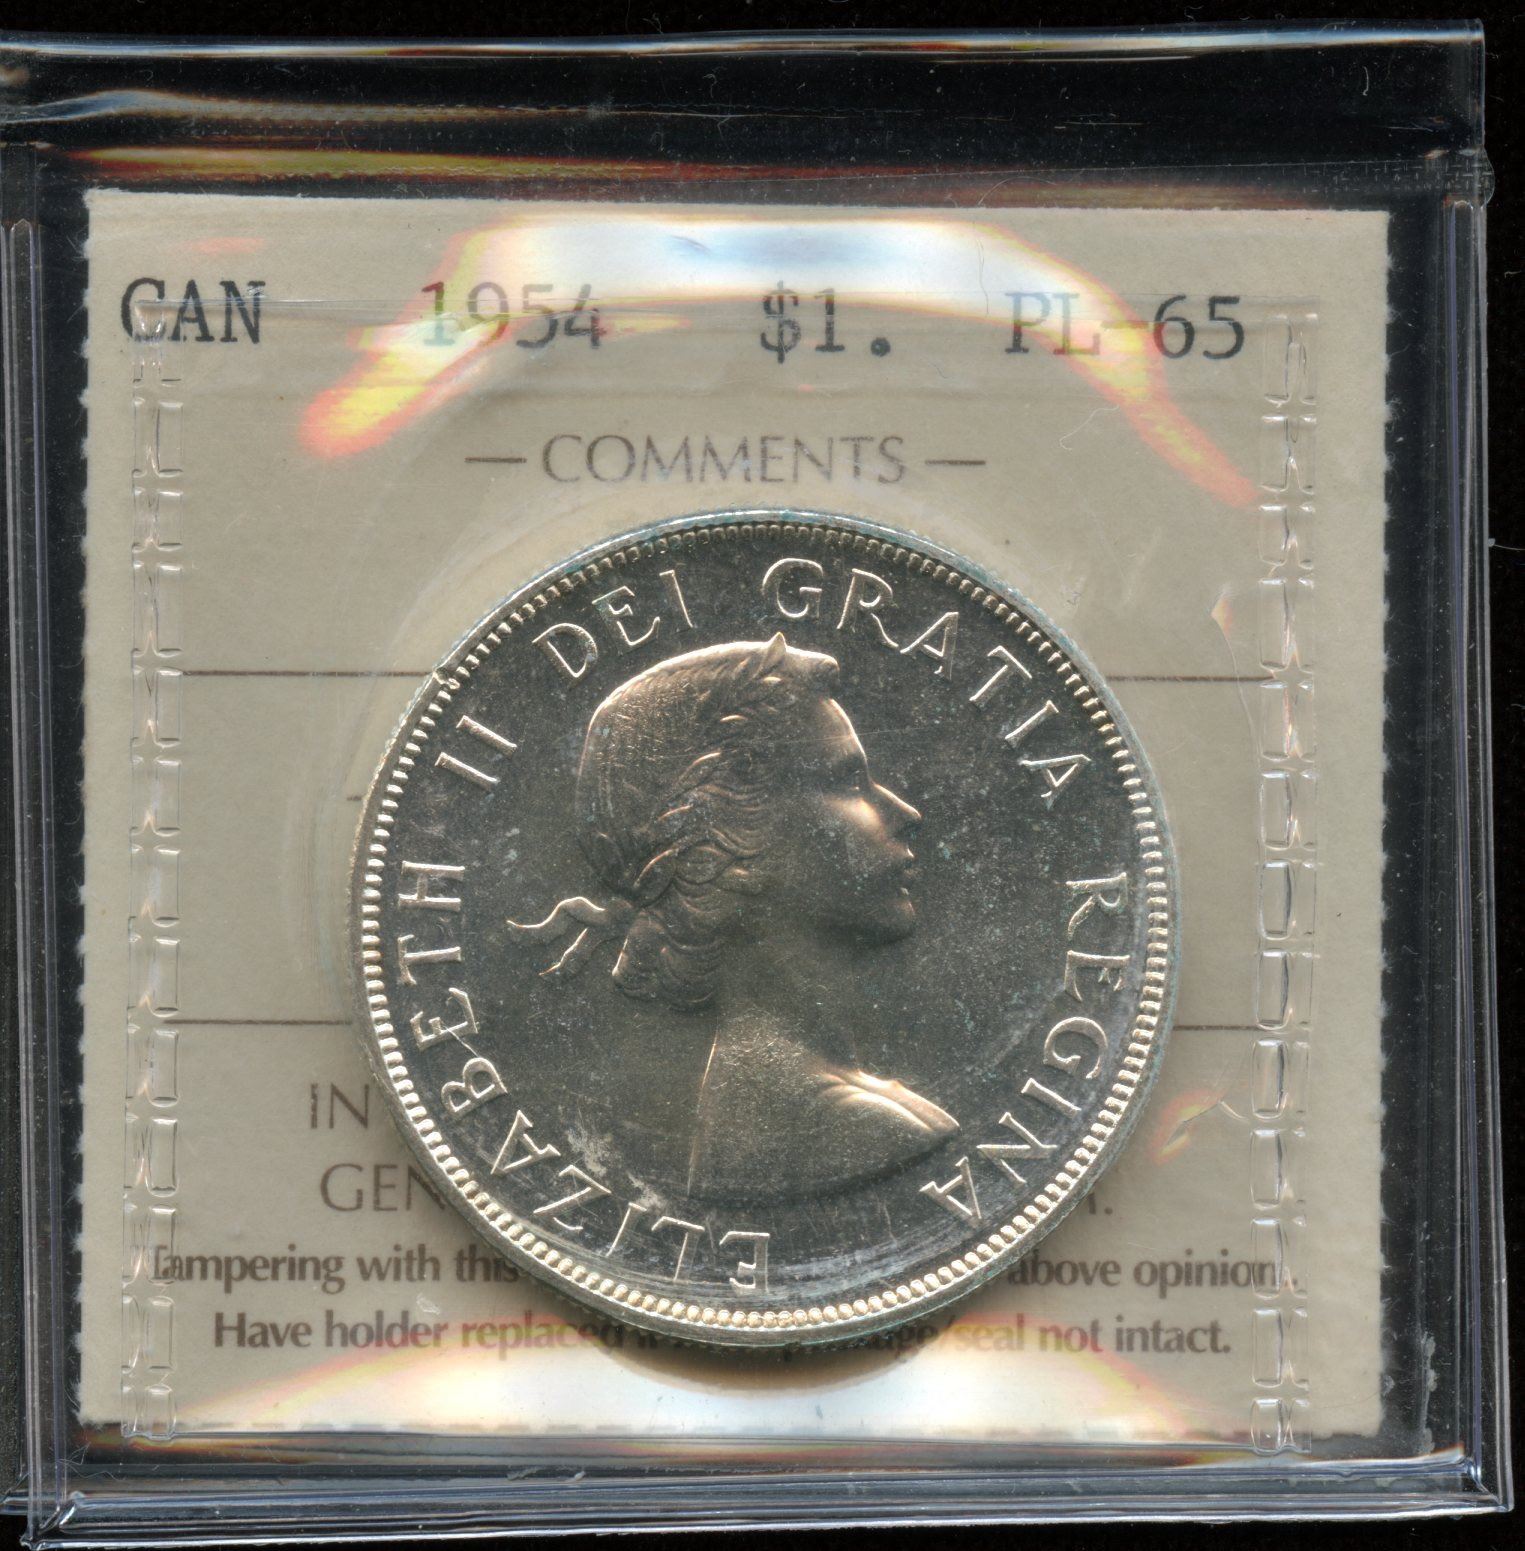 CAN 1954 $1. PL-65
— COMMENTS —
ELIZABETH II DEI GRATIA REGINA
IN
GEN
Tampering with this above opinion.
Have holder replaced seal not intact.